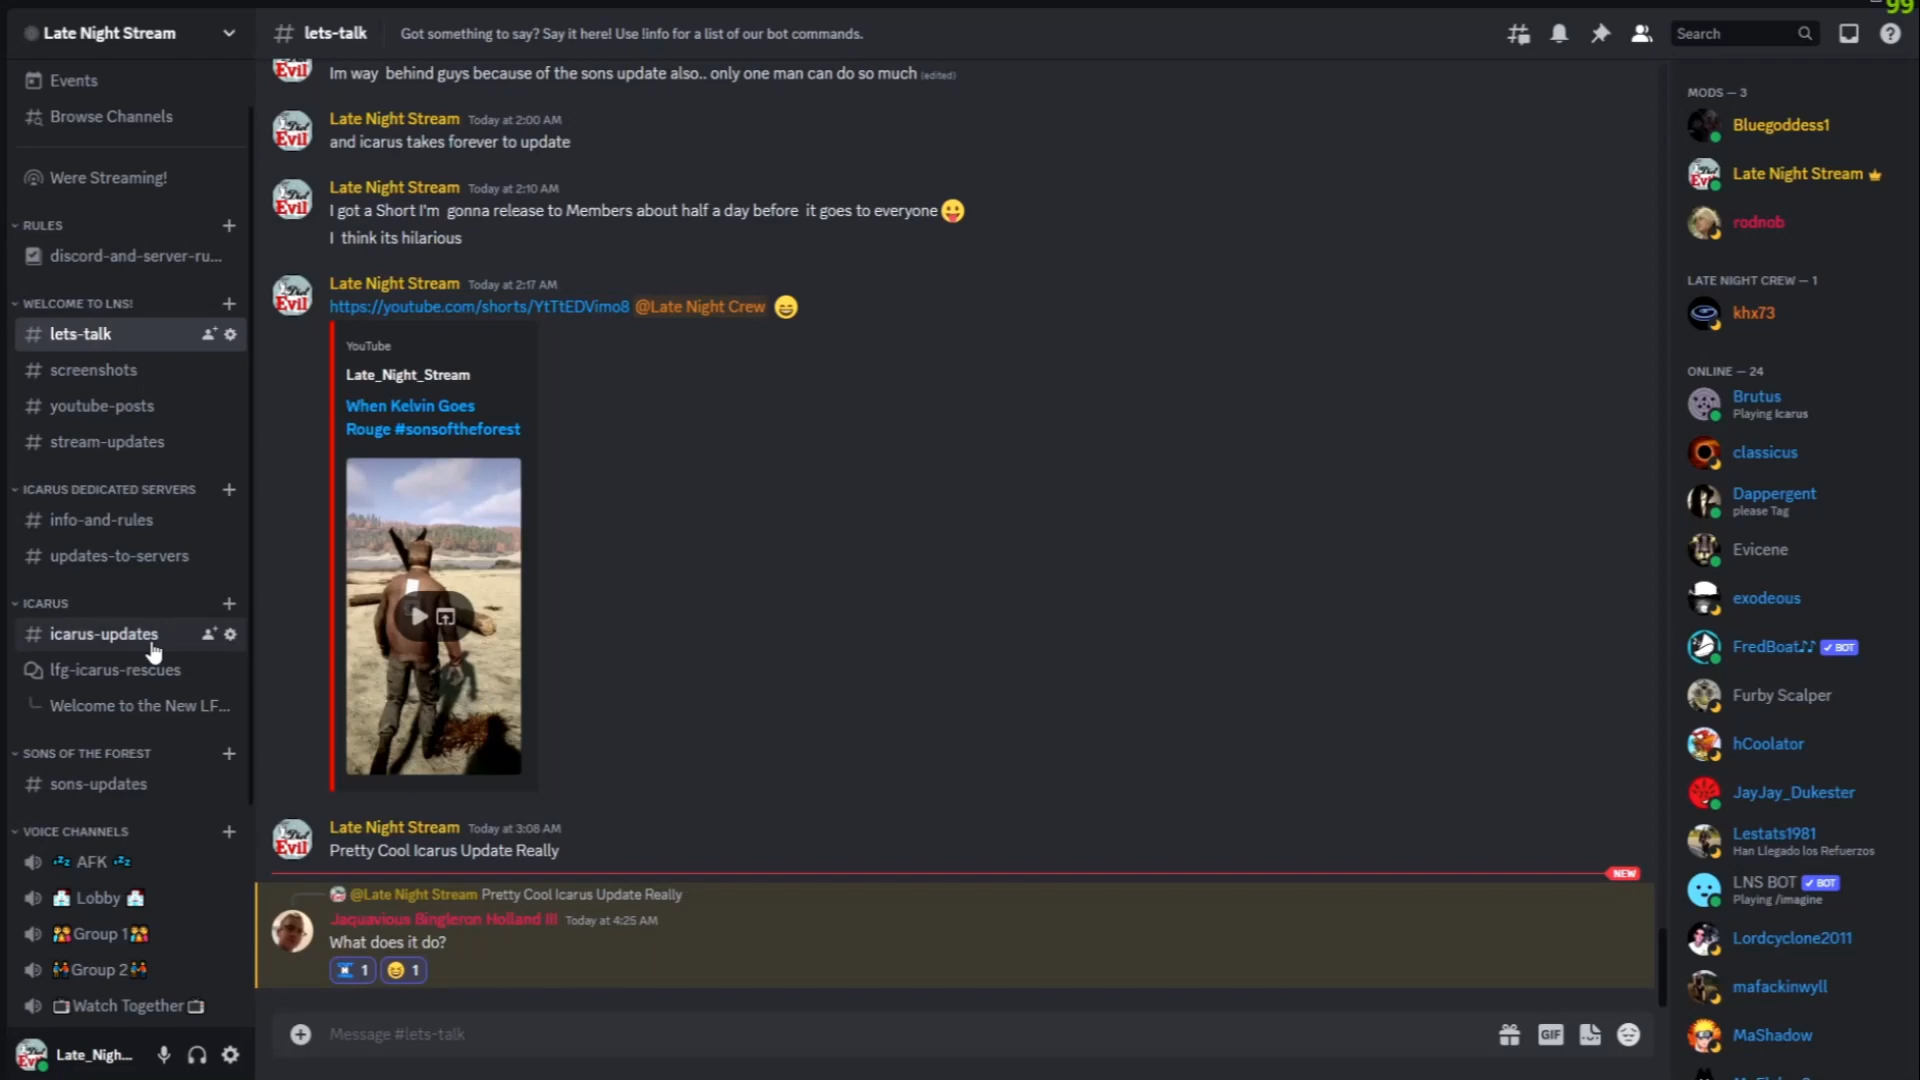 99
Late Night Stream
Events
Browse Channels
Were Streaming!
RULES
discord-and-server-ru...
WELCOME TO LNS!
lets-talk
screenshots
youtube-posts
stream-updates
ICARUS DEDICATED SERVERS
info-and-rules
updates-to-servers
ICARUS
icarus-updates
lfg-icarus-rescues
Welcome to the New LF...
SONS OF THE FOREST
sons-updates
VOICE CHANNELS
AFK
Lobby
Group 1
Group 2
Watch Together
Late_Nigh...
lets-talk Got something to say? Say it here! Use !info for a list of our bot commands.
Search
Evil Im way behind guys because of the sons update also.. only one man can do so much (edited)
Late Night Stream Today at 2:00 AM
Evil and icarus takes forever to update
Late Night Stream Today at 2:10 AM
Evil I got a Short I'm gonna release to Members about half a day before it goes to everyone
I think its hilarious
Late Night Stream Today at 2:17 AM
Evil https://youtube.com/shorts/YtTtEDVimo8 @Late Night Crew
YouTube
Late_Night_Stream
When Kelvin Goes
Rouge #sonsoftheforest
Late Night Stream Today at 3:08 AM
Evil Pretty Cool Icarus Update Really
NEW
@Late Night Stream Pretty Cool Icarus Update Really
Jaquavious Bingleron Holland III Today at 4:25 AM
What does it do?
1 1
Message #lets-talk
GIF
MODS — 3
Bluegoddess1
Late Night Stream
rodnob
LATE NIGHT CREW — 1
khx73
ONLINE — 24
Brutus
Playing Icarus
classicus
Dappergent
please Tag
Evicene
exodeous
FredBoat♪♪ BOT
Furby Scalper
hCoolator
JayJay_Dukester
Lestats1981
Han Llegado los Refuerzos
LNS BOT BOT
Playing /imagine
Lordcyclone2011
mafackinwyll
MaShadow